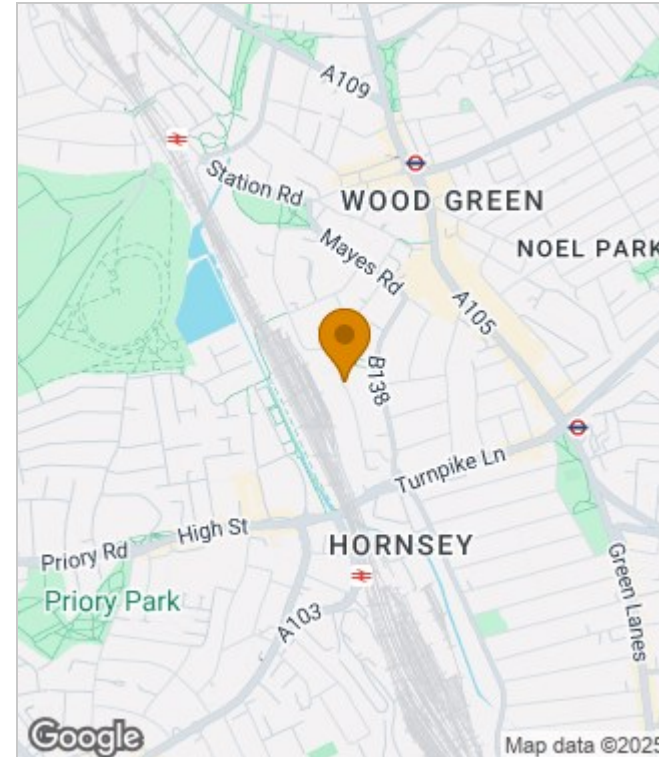 A109
Station Rd
WOOD GREEN
Mayes Rd
NOEL PARK
A105
B138
Turnpike Ln
High St
Priory Rd
HORNSEY
Priory Park
A103
Green Lanes
Google
Map data ©2025